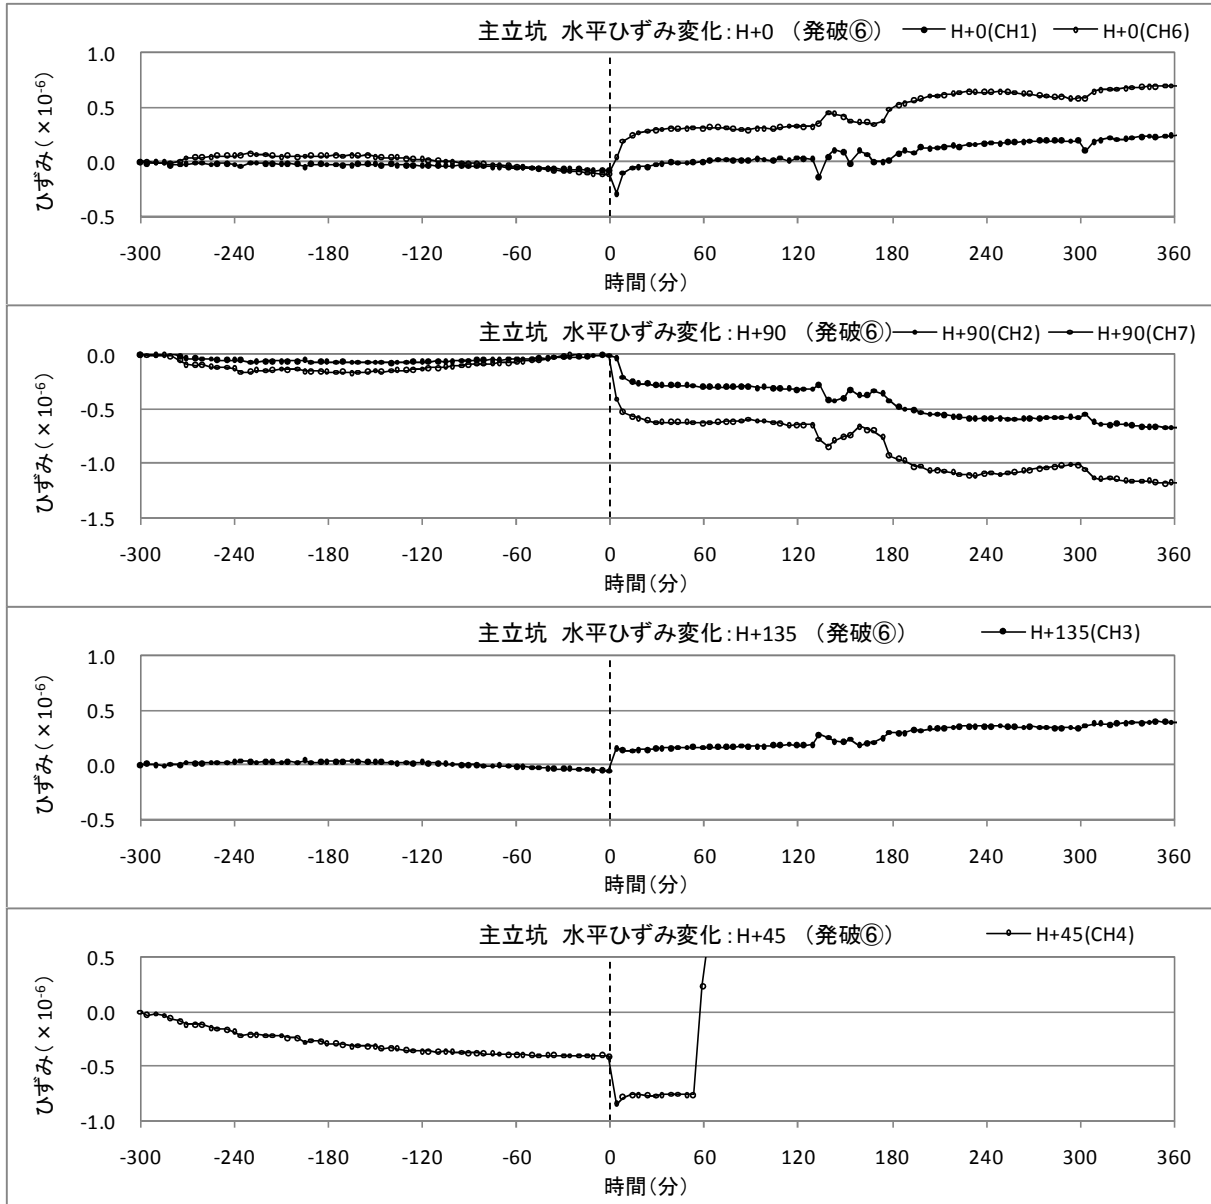 主立坑 水平ひずみ変化:H+0 (発破⑥) H+0(CH1) H+0(CH6)
ひずみ(×10⁻⁶)
1.0
0.5
0.0
-0.5
-300 -240 -180 -120 -60 0 60 120 180 240 300 360
時間(分)
主立坑 水平ひずみ変化:H+90 (発破⑥) H+90(CH2) H+90(CH7)
ひずみ(×10⁻⁶)
0.0
-0.5
-1.0
-1.5
-300 -240 -180 -120 -60 0 60 120 180 240 300 360
時間(分)
主立坑 水平ひずみ変化:H+135 (発破⑥) H+135(CH3)
ひずみ(×10⁻⁶)
1.0
0.5
0.0
-0.5
-300 -240 -180 -120 -60 0 60 120 180 240 300 360
時間(分)
主立坑 水平ひずみ変化:H+45 (発破⑥) H+45(CH4)
ひずみ(×10⁻⁶)
0.5
0.0
-0.5
-1.0
-300 -240 -180 -120 -60 0 60 120 180 240 300 360
時間(分)